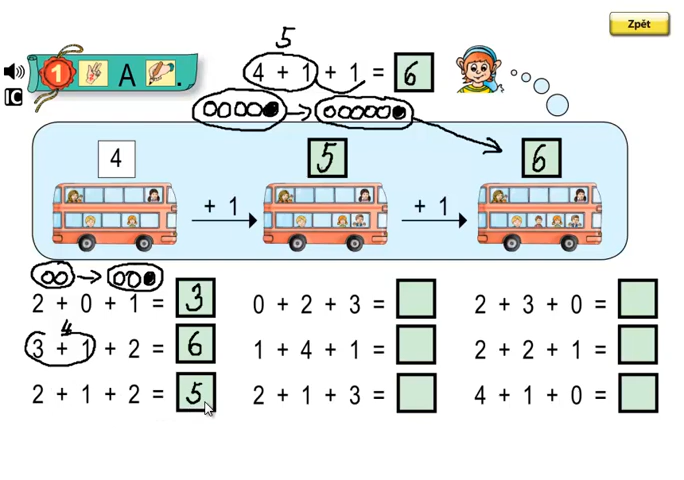 Zpět
5
1 A .
4 + 1 + 1 = 6
4 5 6
+ 1 + 1
2 + 0 + 1 = 3 0 + 2 + 3 = 2 + 3 + 0 =
4
3 + 1 + 2 = 6 1 + 4 + 1 = 2 + 2 + 1 =
2 + 1 + 2 = 5 2 + 1 + 3 = 4 + 1 + 0 =